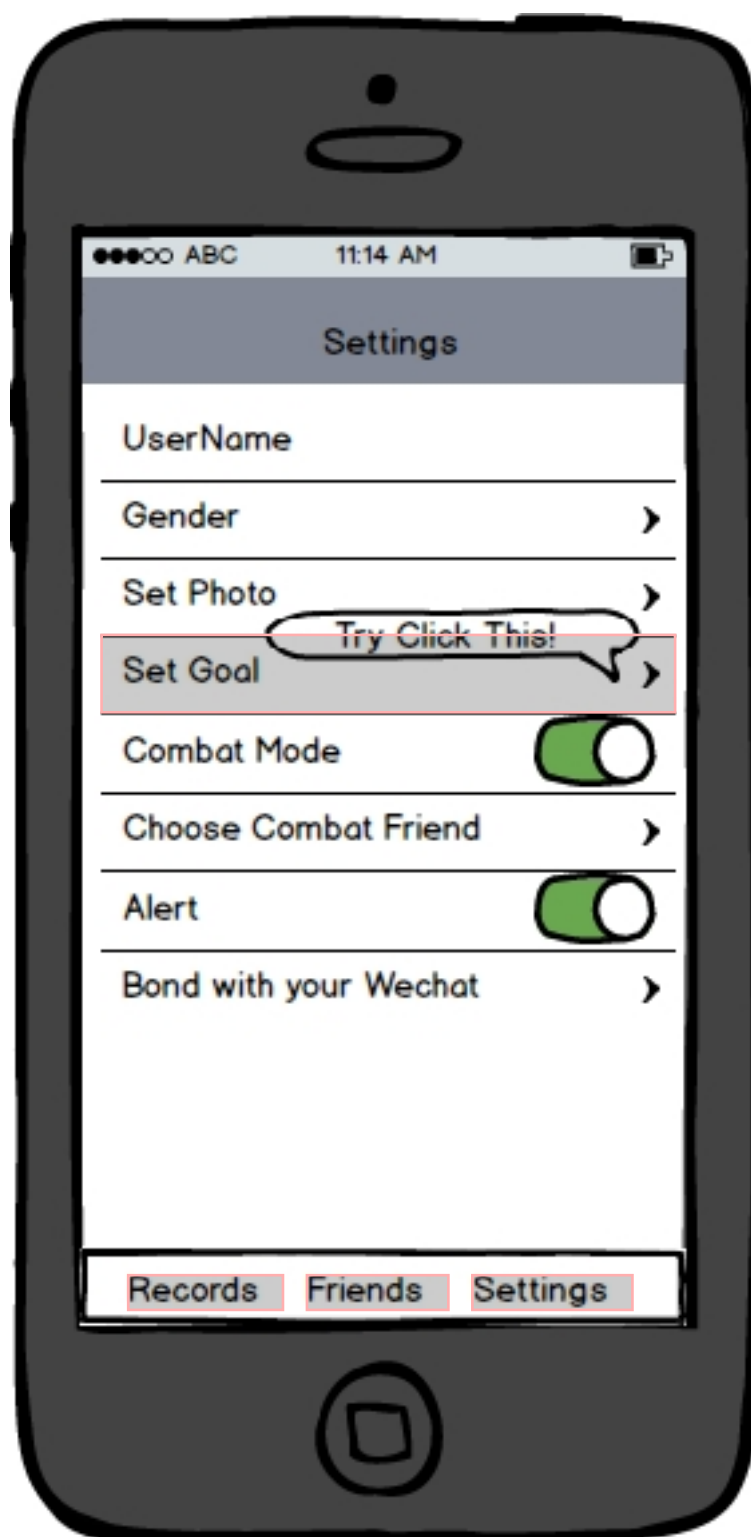 ABC 11:14 AM
Settings
UserName
Gender
Set Photo
Try Click This!
Set Goal
Combat Mode
Choose Combat Friend
Alert
Bond with your Wechat
Records Friends Settings